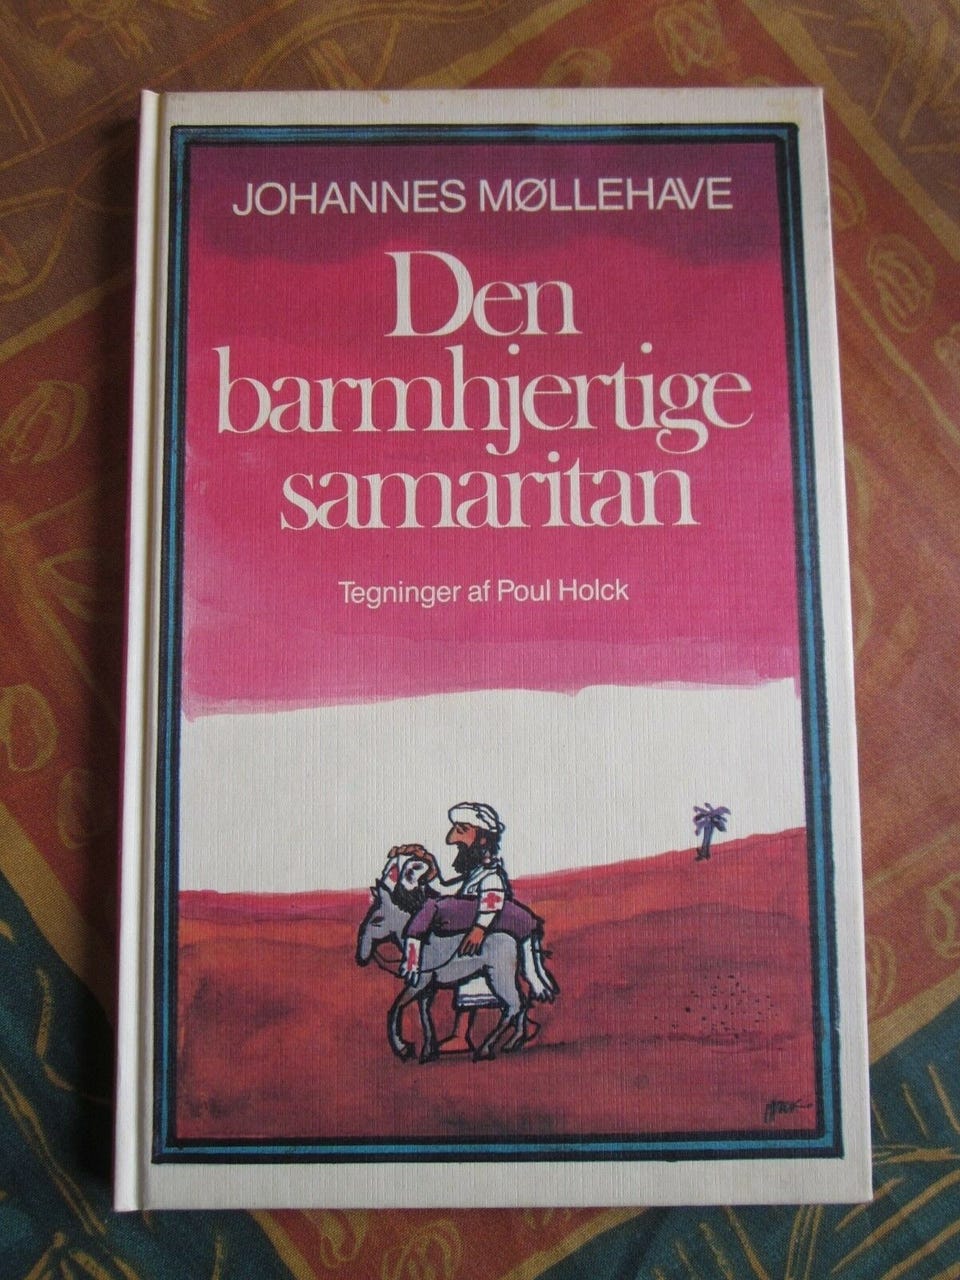 JOHANNES MØLLEHAVE
Den
barmhjertige
samaritan
Tegninger af Poul Holck